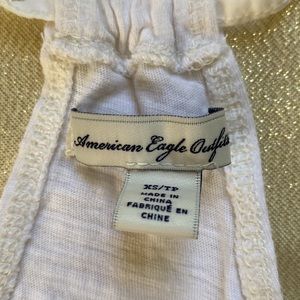 American Eagle Outfitters
XS/TP
MADE IN
CHINA
FABRIQUÉ EN
CHINE